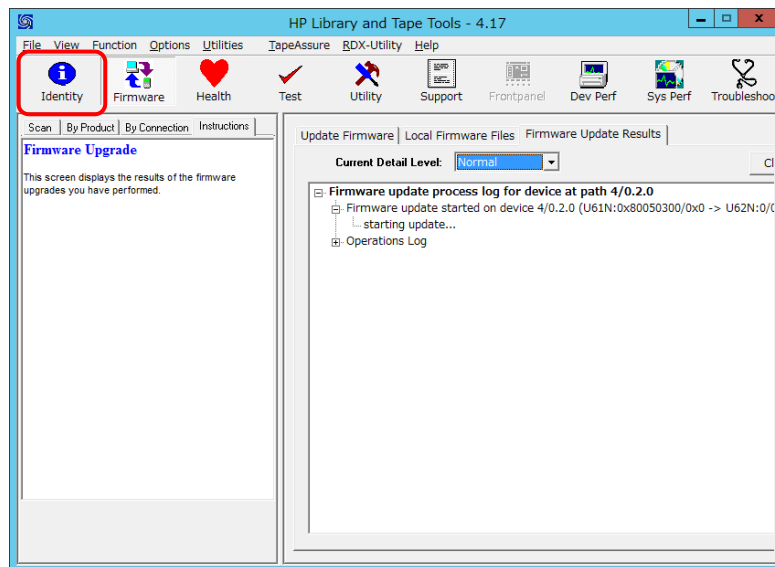 HP Library and Tape Tools - 4.17
File View Function Options Utilities TapeAssure RDX-Utility Help
Identity Firmware Health Test Utility Support Frontpanel Dev Perf Sys Perf Troubleshoo
Scan By Product By Connection Instructions
Firmware Upgrade
This screen displays the results of the firmware
upgrades you have performed.
Update Firmware Local Firmware Files Firmware Update Results
Current Detail Level: Normal Cl
Firmware update process log for device at path 4/0.2.0
Firmware update started on device 4/0.2.0 (U61N:0x80050300/0x0 -> U62N:0/0
starting update...
Operations Log